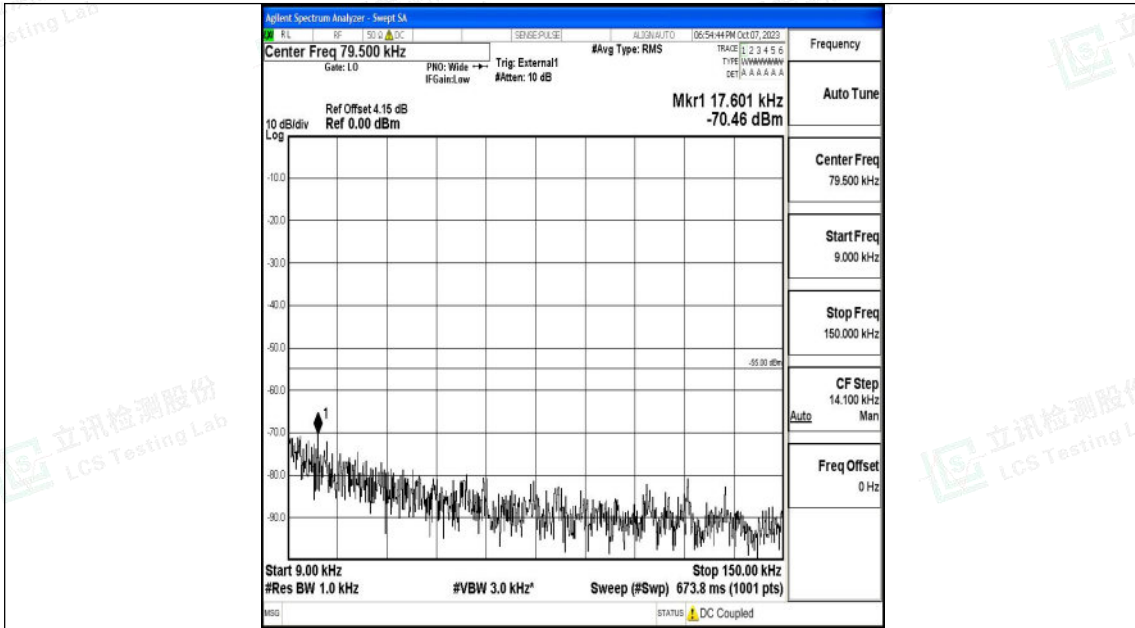 Agilent Spectrum Analyzer - Swept SA
RL RF 50 Ω DC SENSE:PULSE ALIGNAUTO 06:54:44 PM Oct 07, 2023
Center Freq 79.500 kHz
Gate: LO
PNO: Wide
IFGain:Low
Trig: External1
#Atten: 10 dB
#Avg Type: RMS
TRACE 1 2 3 4 5 6
TYPE
DET A A A A A A
Ref Offset 4.15 dB
10 dB/div Ref 0.00 dBm
Log
Mkr1 17.601 kHz
-70.46 dBm
-10.0
-20.0
-30.0
-40.0
-50.0
-55.00 dBm
-60.0
1
-70.0
-80.0
-90.0
Start 9.00 kHz Stop 150.00 kHz
#Res BW 1.0 kHz #VBW 3.0 kHz* Sweep (#Swp) 673.8 ms (1001 pts)
MSG STATUS DC Coupled
Frequency
Auto Tune
Center Freq
79.500 kHz
Start Freq
9.000 kHz
Stop Freq
150.000 kHz
CF Step
14.100 kHz
Auto Man
Freq Offset
0 Hz
立讯检测股份
LCS Testing Lab
立讯检测股份
LCS Testing L
sting Lab
立